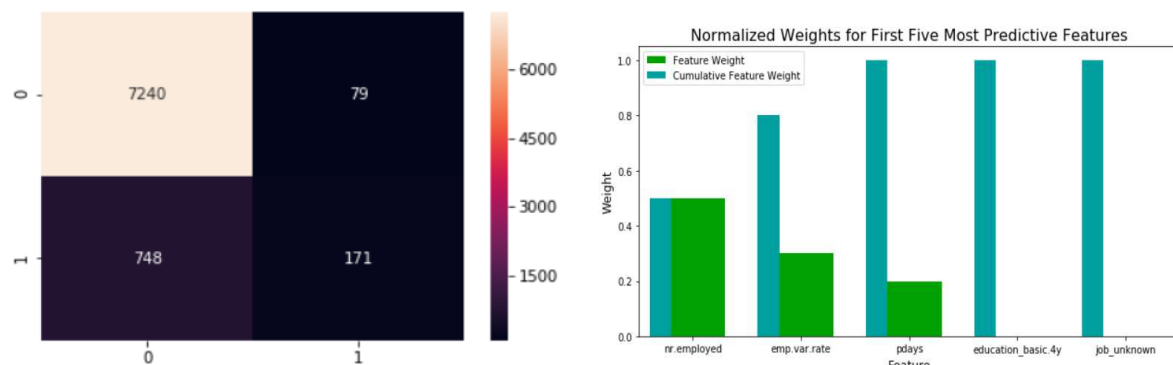 0
7240
79
1
748
171
0
1
6000
4500
3000
1500
Normalized Weights for First Five Most Predictive Features
Feature Weight
Cumulative Feature Weight
Weight
1.0
0.8
0.6
0.4
0.2
0.0
nr.employed
emp.var.rate
pdays
education_basic.4y
job_unknown
Feature